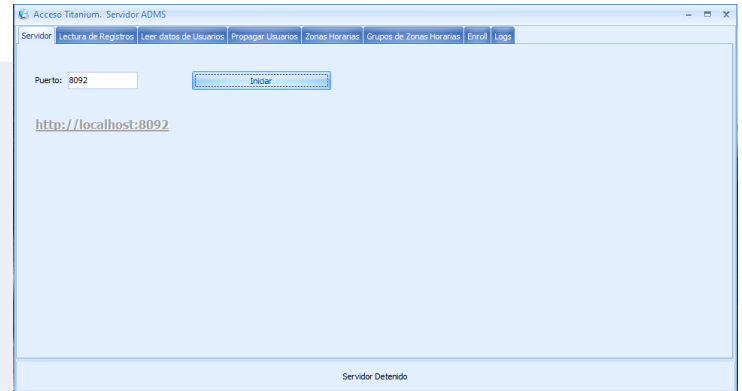 Acceso Titanium. Servidor ADMS
Servidor Lectura de Registros Leer datos de Usuarios Propagar Usuarios Zonas Horarias Grupos de Zonas Horarias Enroll Logs
Puerto: 8092 Iniciar
http://localhost:8092
Servidor Detenido